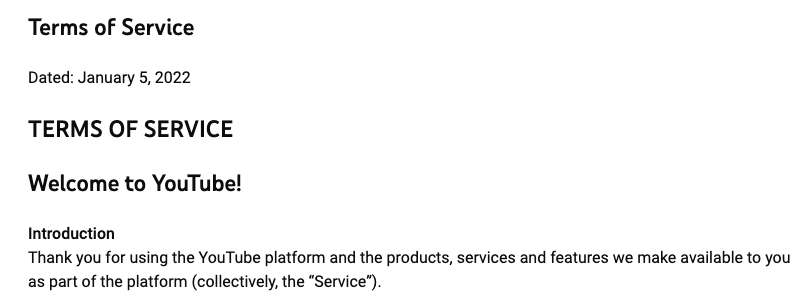 Terms of Service
Dated: January 5, 2022
TERMS OF SERVICE
Welcome to YouTube!
Introduction
Thank you for using the YouTube platform and the products, services and features we make available to you
as part of the platform (collectively, the “Service”).